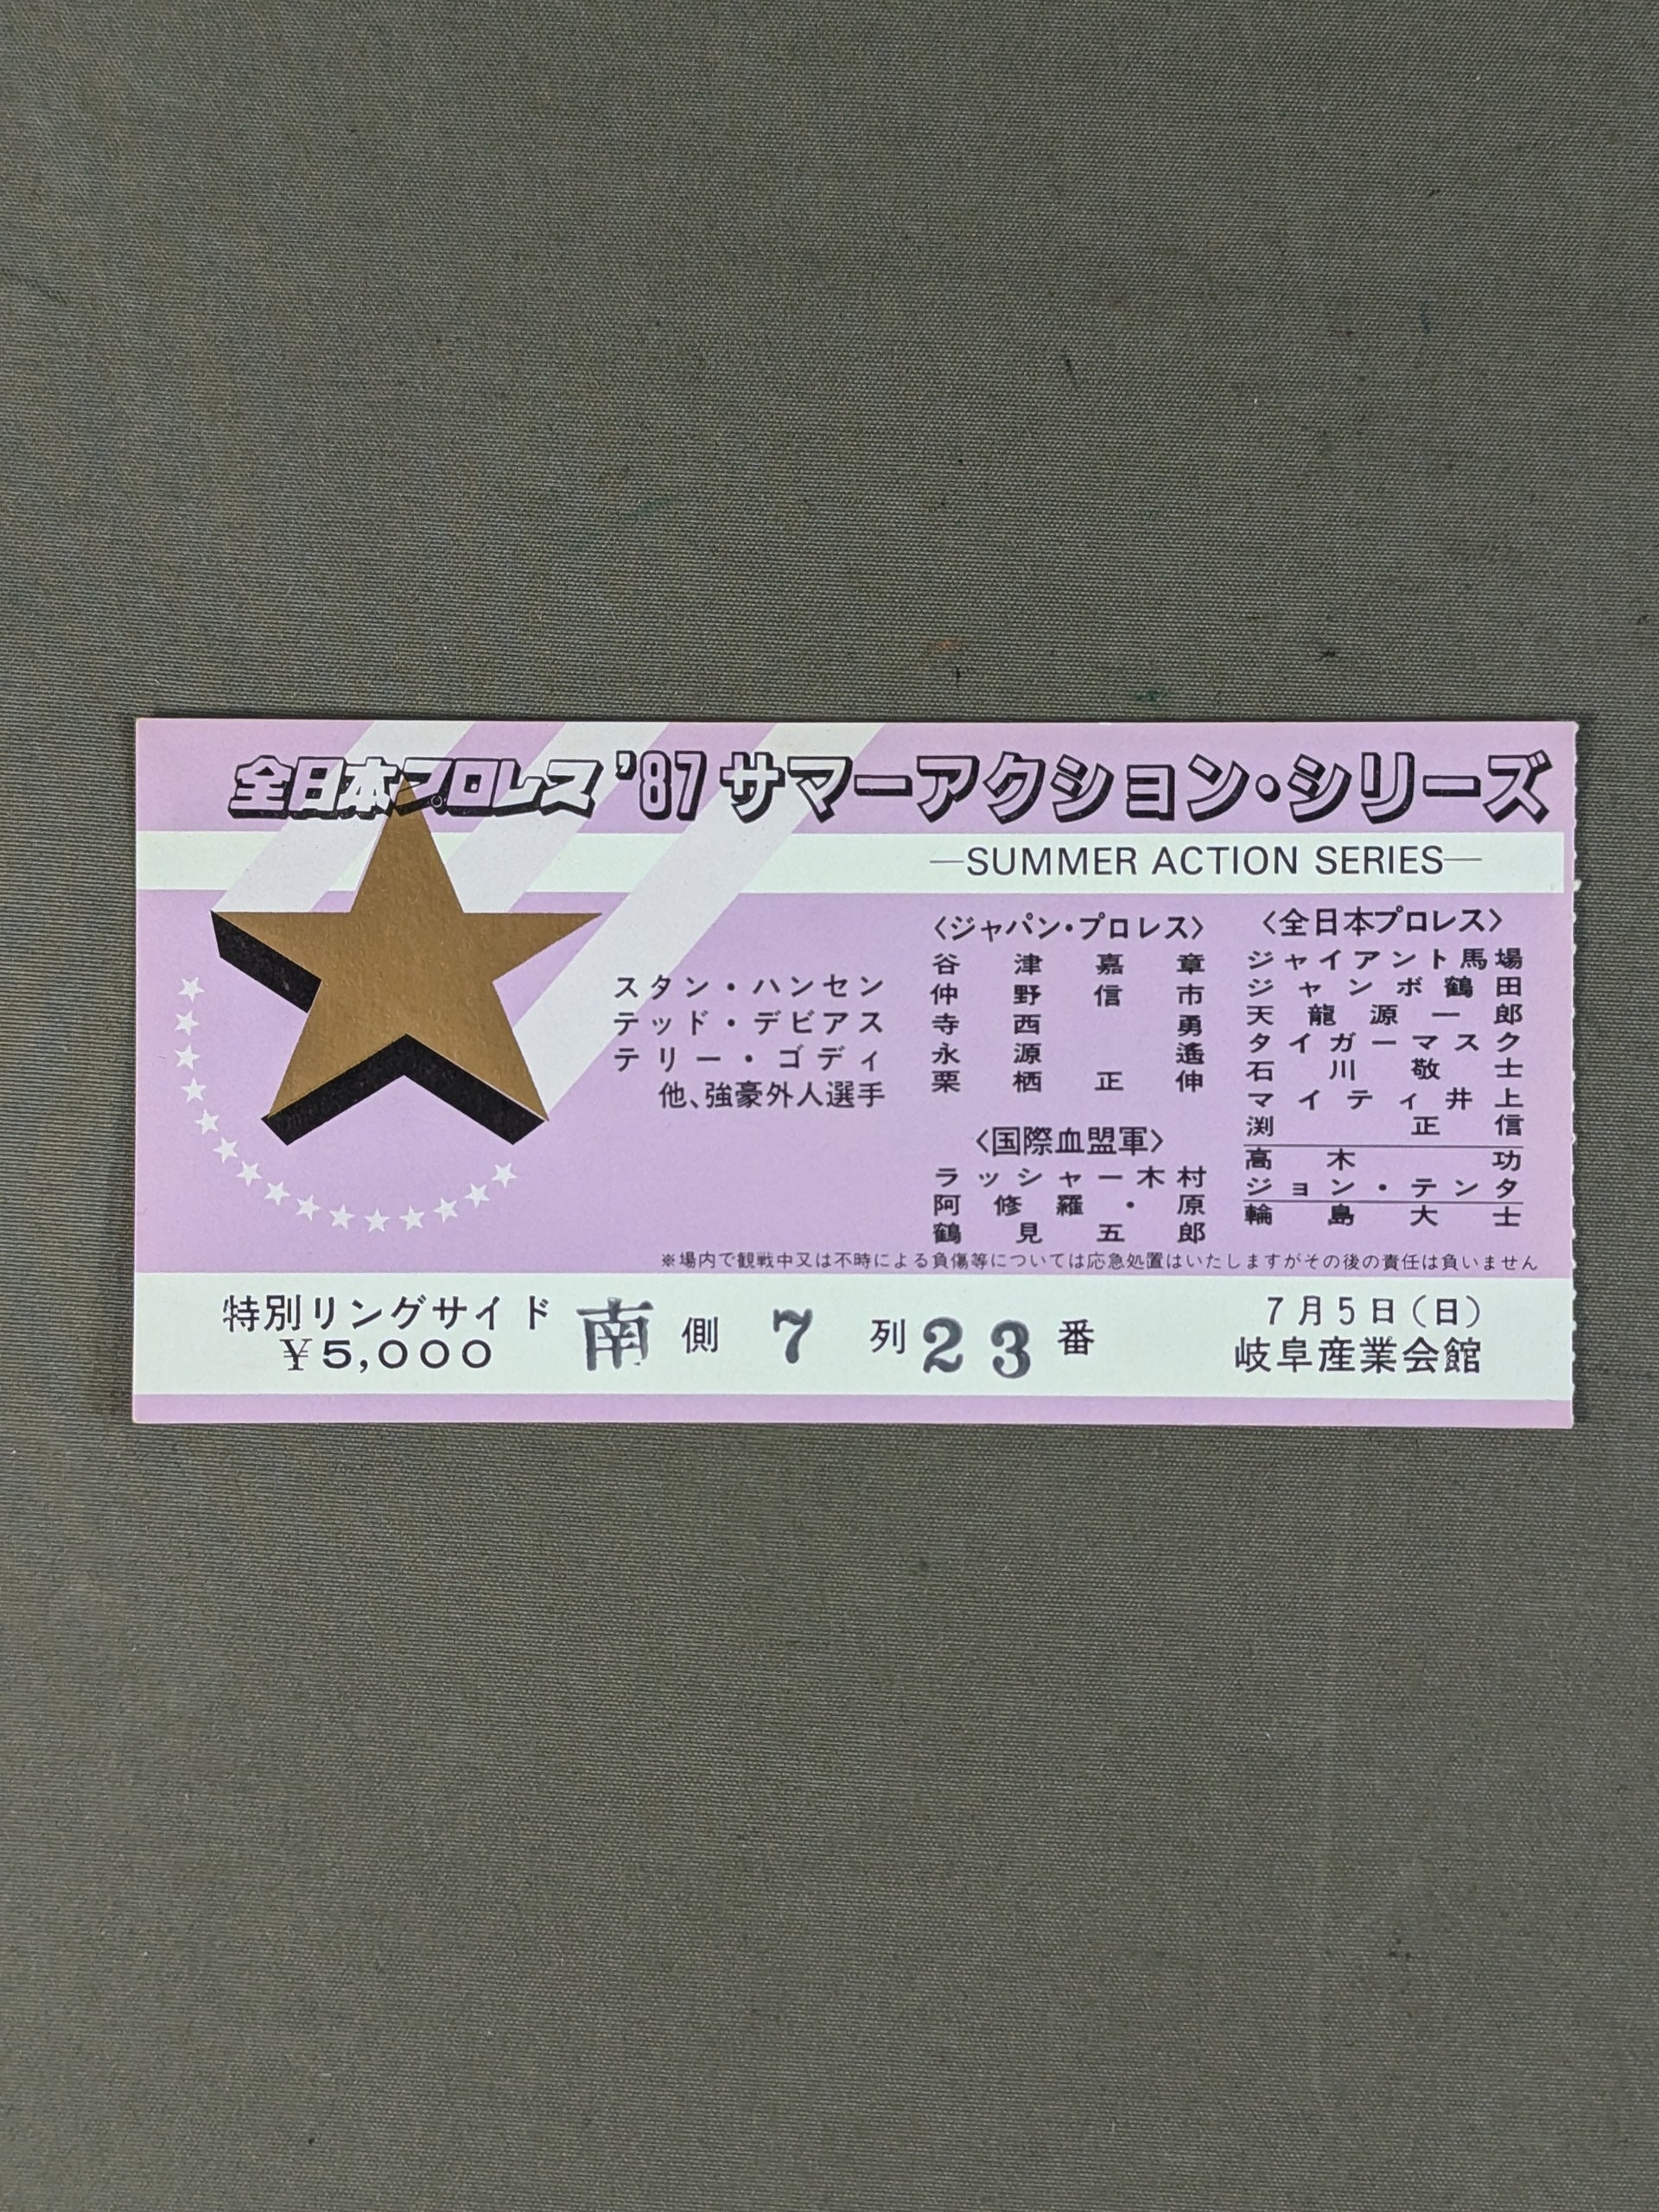 全日本プロレス '87 サマーアクション・シリーズ
—SUMMER ACTION SERIES—
スタン・ハンセン
テッド・デビアス
テリー・ゴディ
他、強豪外人選手
〈ジャパン・プロレス〉
谷津嘉章
仲野信市
寺西勇
永源遙
栗栖正伸
〈国際血盟軍〉
ラッシャー木村
阿修羅・原
鶴見五郎
〈全日本プロレス〉
ジャイアント馬場
ジャンボ鶴田
天龍源一郎
タイガーマスク
石川敬士
マイティ井上
渕正信
高木功
ジョン・テンタ
輪島大士
※場内で観戦中又は不時による負傷等については応急処置はいたしますがその後の責任は負いません
特別リングサイド
¥5,000
南側 7 列 23 番
7月5日(日)
岐阜産業会館